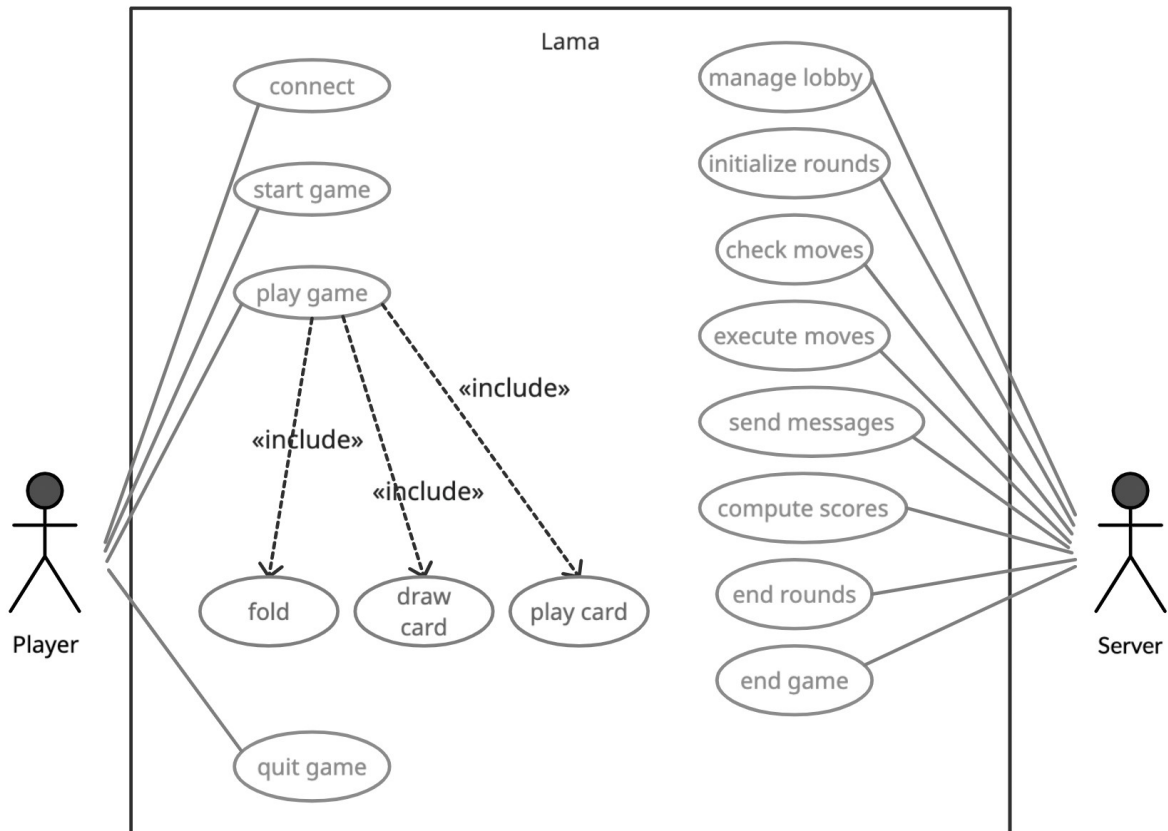 Lama
connect
start game
play game
«include»
«include»
«include»
fold
draw
card
play card
quit game
Player
manage lobby
initialize rounds
check moves
execute moves
send messages
compute scores
end rounds
end game
Server